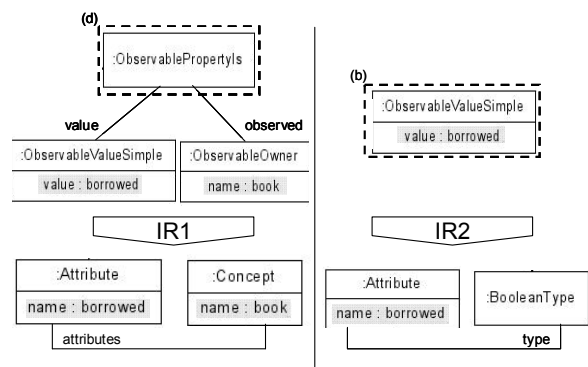 (d)
:ObservablePropertyIs
value
observed
:ObservableValueSimple
value : borrowed
:ObservableOwner
name : book
IR1
:Attribute
name : borrowed
:Concept
name : book
attributes
(b)
:ObservableValueSimple
value : borrowed
IR2
:Attribute
name : borrowed
:BooleanType
type